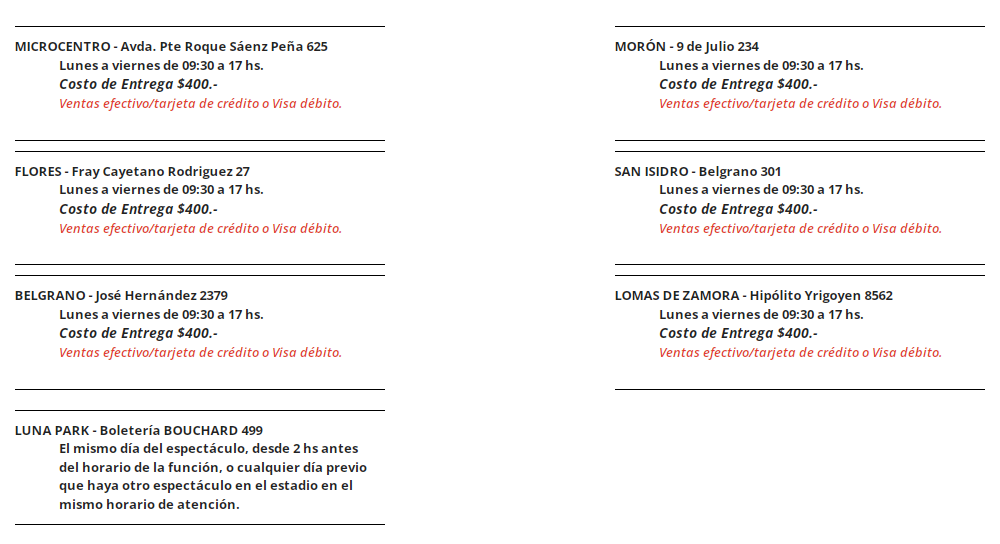 MICROCENTRO - Avda. Pte Roque Sáenz Peña 625
Lunes a viernes de 09:30 a 17 hs.
Costo de Entrega $400.-
Ventas efectivo/tarjeta de crédito o Visa débito.
FLORES - Fray Cayetano Rodriguez 27
Lunes a viernes de 09:30 a 17 hs.
Costo de Entrega $400.-
Ventas efectivo/tarjeta de crédito o Visa débito.
BELGRANO - José Hernández 2379
Lunes a viernes de 09:30 a 17 hs.
Costo de Entrega $400.-
Ventas efectivo/tarjeta de crédito o Visa débito.
LUNA PARK - Boletería BOUCHARD 499
El mismo día del espectáculo, desde 2 hs antes
del horario de la función, o cualquier día previo
que haya otro espectáculo en el estadio en el
mismo horario de atención.
MORÓN - 9 de Julio 234
Lunes a viernes de 09:30 a 17 hs.
Costo de Entrega $400.-
Ventas efectivo/tarjeta de crédito o Visa débito.
SAN ISIDRO - Belgrano 301
Lunes a viernes de 09:30 a 17 hs.
Costo de Entrega $400.-
Ventas efectivo/tarjeta de crédito o Visa débito.
LOMAS DE ZAMORA - Hipólito Yrigoyen 8562
Lunes a viernes de 09:30 a 17 hs.
Costo de Entrega $400.-
Ventas efectivo/tarjeta de crédito o Visa débito.